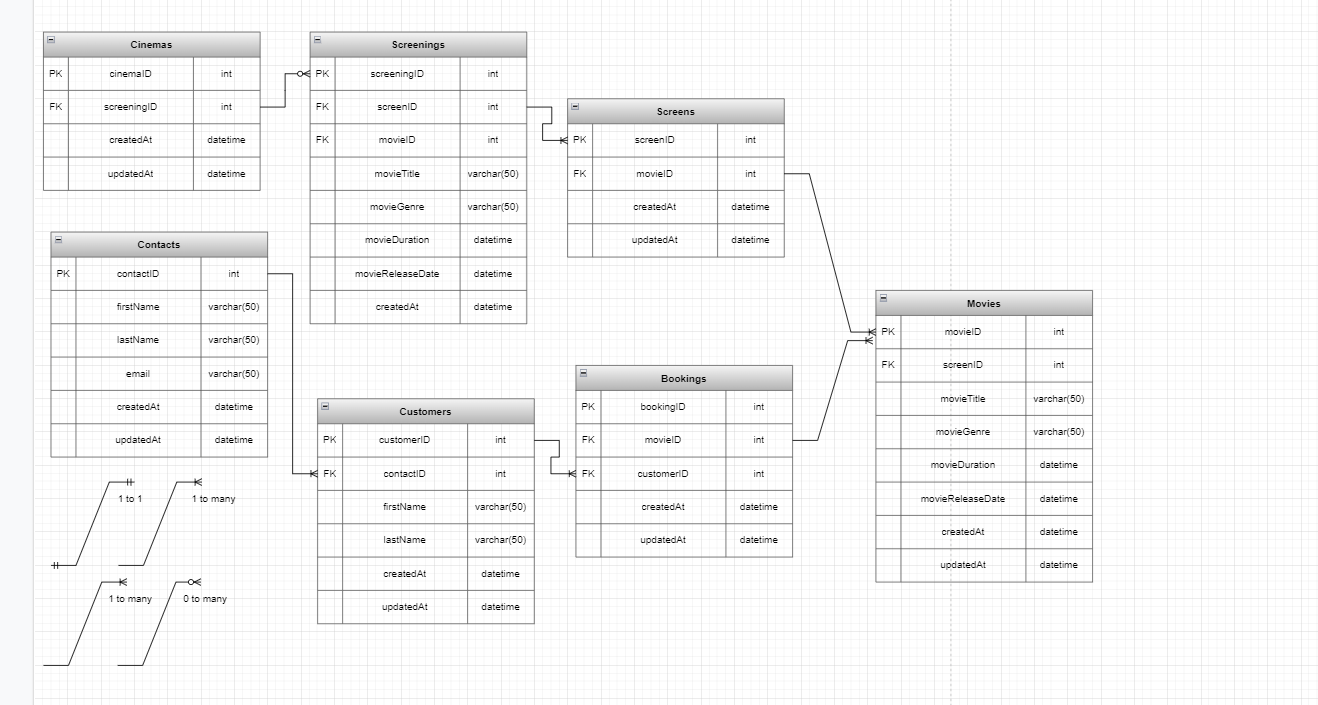 Cinemas
PK cinemaID int
FK screeningID int
createdAt datetime
updatedAt datetime
Screenings
PK screeningID int
FK screenID int
FK movieID int
movieTitle varchar(50)
movieGenre varchar(50)
movieDuration datetime
movieReleaseDate datetime
createdAt datetime
Screens
PK screenID int
FK movieID int
createdAt datetime
updatedAt datetime
Contacts
PK contactID int
firstName varchar(50)
lastName varchar(50)
email varchar(50)
createdAt datetime
updatedAt datetime
Customers
PK customerID int
FK contactID int
firstName varchar(50)
lastName varchar(50)
createdAt datetime
updatedAt datetime
Bookings
PK bookingID int
FK movieID int
FK customerID int
createdAt datetime
updatedAt datetime
Movies
PK movieID int
FK screenID int
movieTitle varchar(50)
movieGenre varchar(50)
movieDuration datetime
movieReleaseDate datetime
createdAt datetime
updatedAt datetime
1 to 1
1 to many
1 to many
0 to many